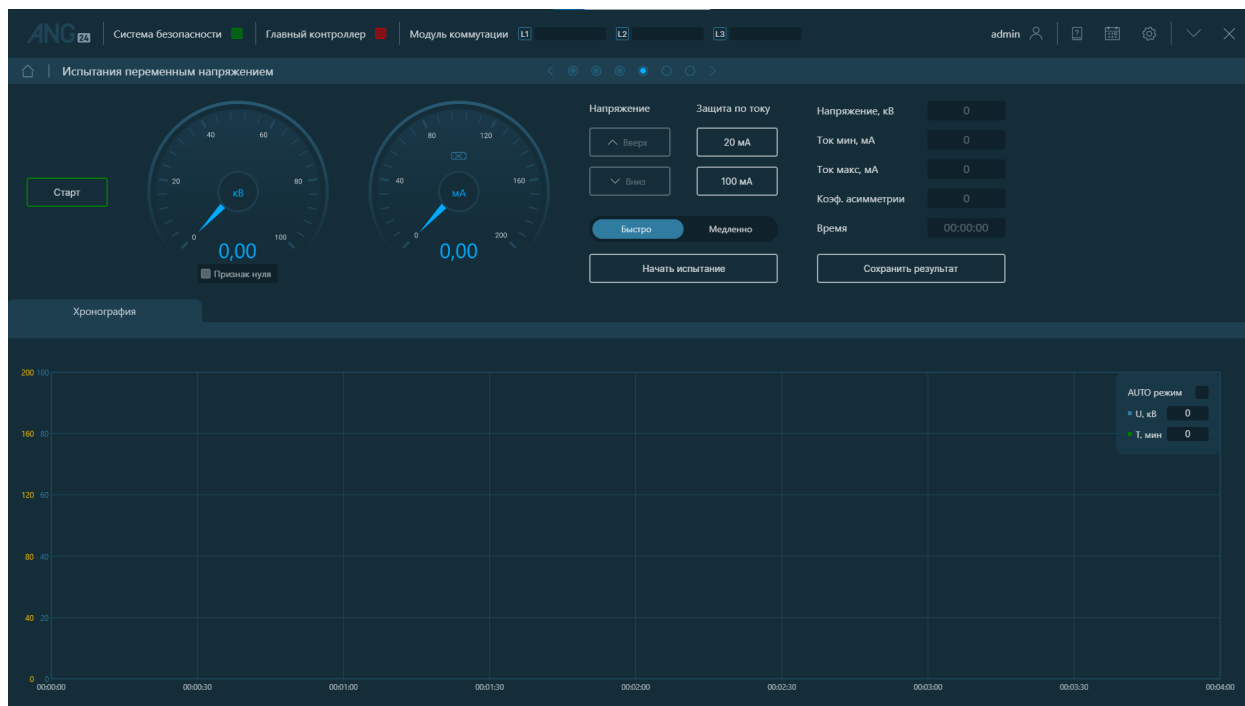 ANG 24 Система безопасности Главный контроллер Модуль коммутации L1 L2 L3 admin
Испытания переменным напряжением
Старт
0 20 40 60 80 100
кВ
0,00
Признак нуля
0 40 80 120 160 200
мА
0,00
Напряжение Защита по току
Вверх 20 мА
Вниз 100 мА
Быстро Медленно
Начать испытание
Напряжение, кВ 0
Ток мин, мА 0
Ток макс, мА 0
Коэф. асимметрии 0
Время 00:00:00
Сохранить результат
Хронография
200 100
160 80
120 60
80 40
40 20
0 0
AUTO режим
U, кВ 0
T, мин 0
00:00:00 00:00:30 00:01:00 00:01:30 00:02:00 00:02:30 00:03:00 00:03:30 00:04:00